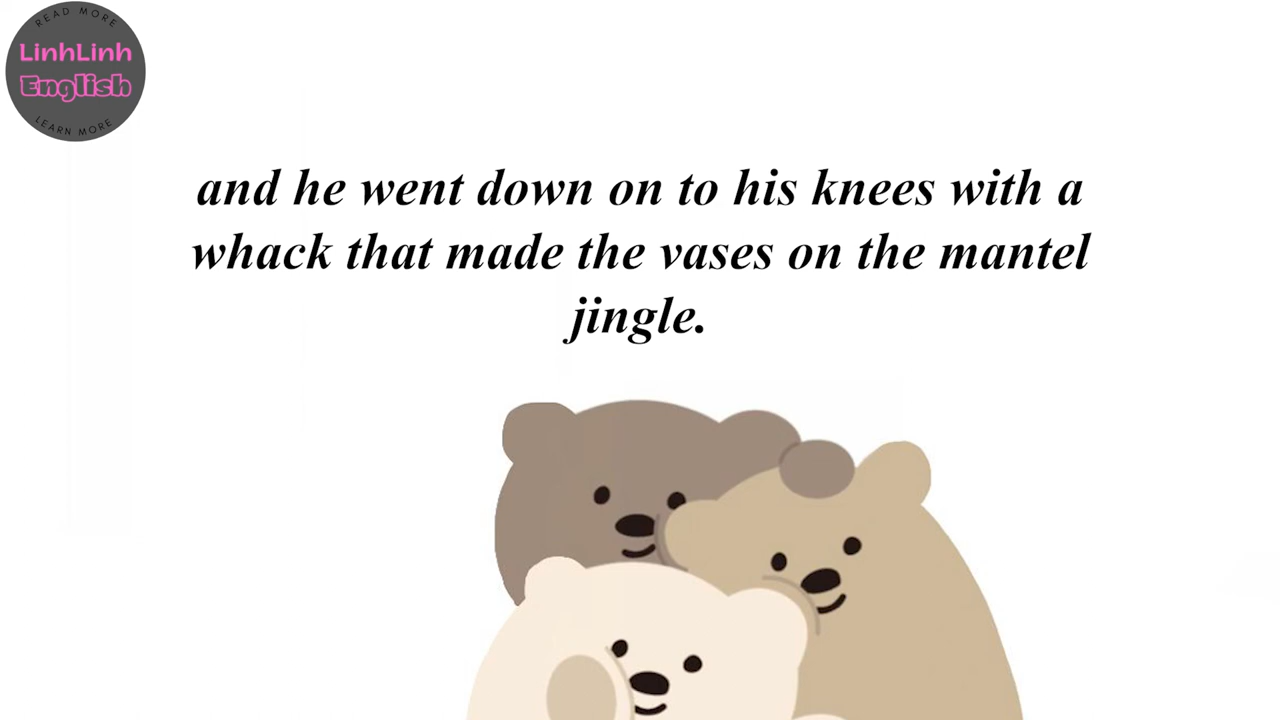 READ MORE
LinhLinh
English
LEARN MORE
and he went down on to his knees with a
whack that made the vases on the mantel
jingle.